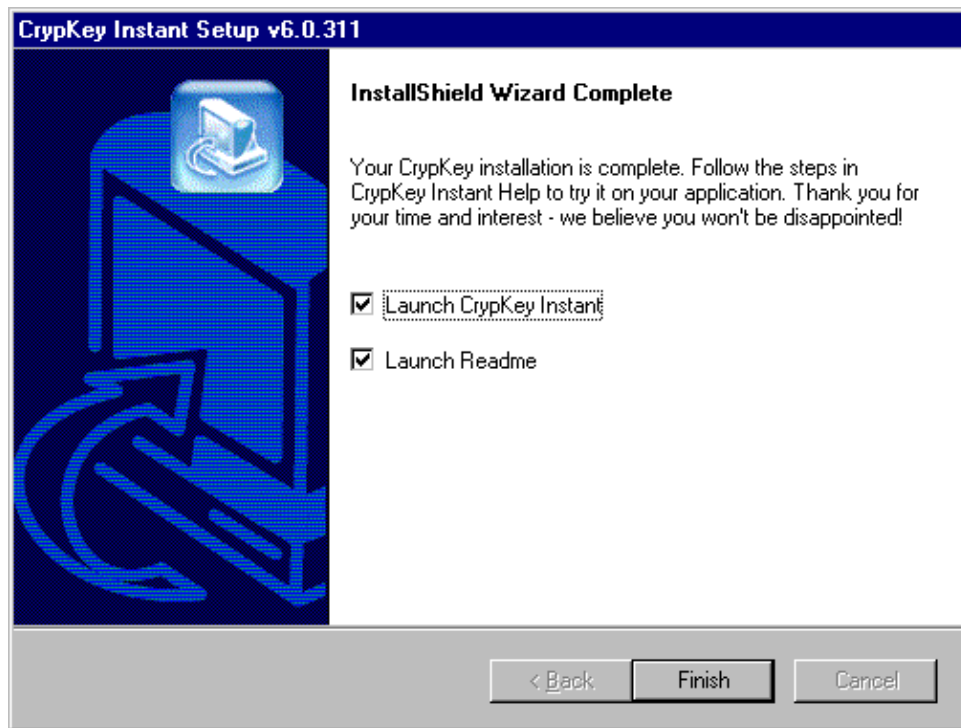 CrypKey Instant Setup v6.0.311
InstallShield Wizard Complete
Your CrypKey installation is complete. Follow the steps in
CrypKey Instant Help to try it on your application. Thank you for
your time and interest - we believe you won't be disappointed!
Launch CrypKey Instant
Launch Readme
< Back
Finish
Cancel